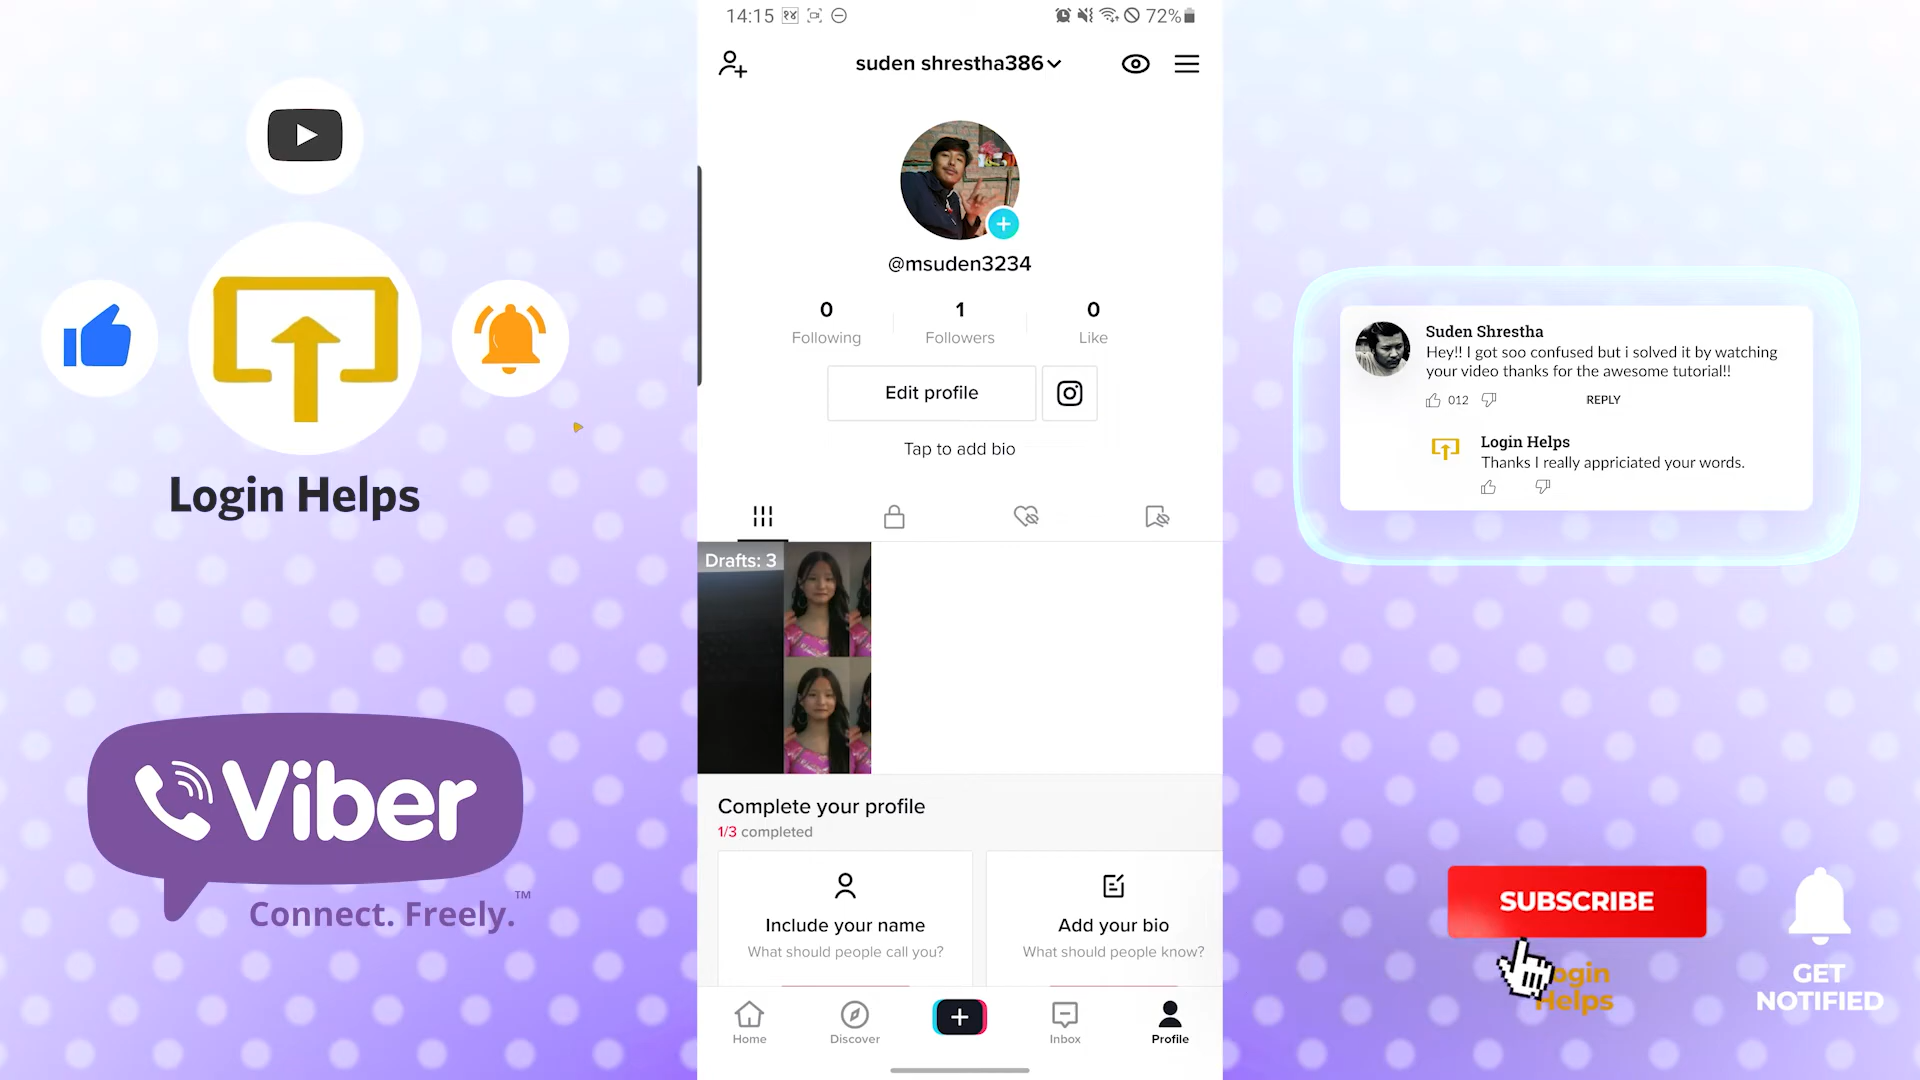 Login Helps
Viber
Connect. Freely.™
14:15 १४
72%
suden shrestha386
@msuden3234
0 1 0
Following Followers Like
Edit profile
Tap to add bio
Drafts: 3
Complete your profile
1/3 completed
Include your name
What should people call you?
Add your bio
What should people know?
Home Discover Inbox Profile
Suden Shrestha
Hey!! I got soo confused but i solved it by watching
your video thanks for the awesome tutorial!!
012 REPLY
Login Helps
Thanks I really appriciated your words.
SUBSCRIBE
ogin
Helps
GET
NOTIFIED